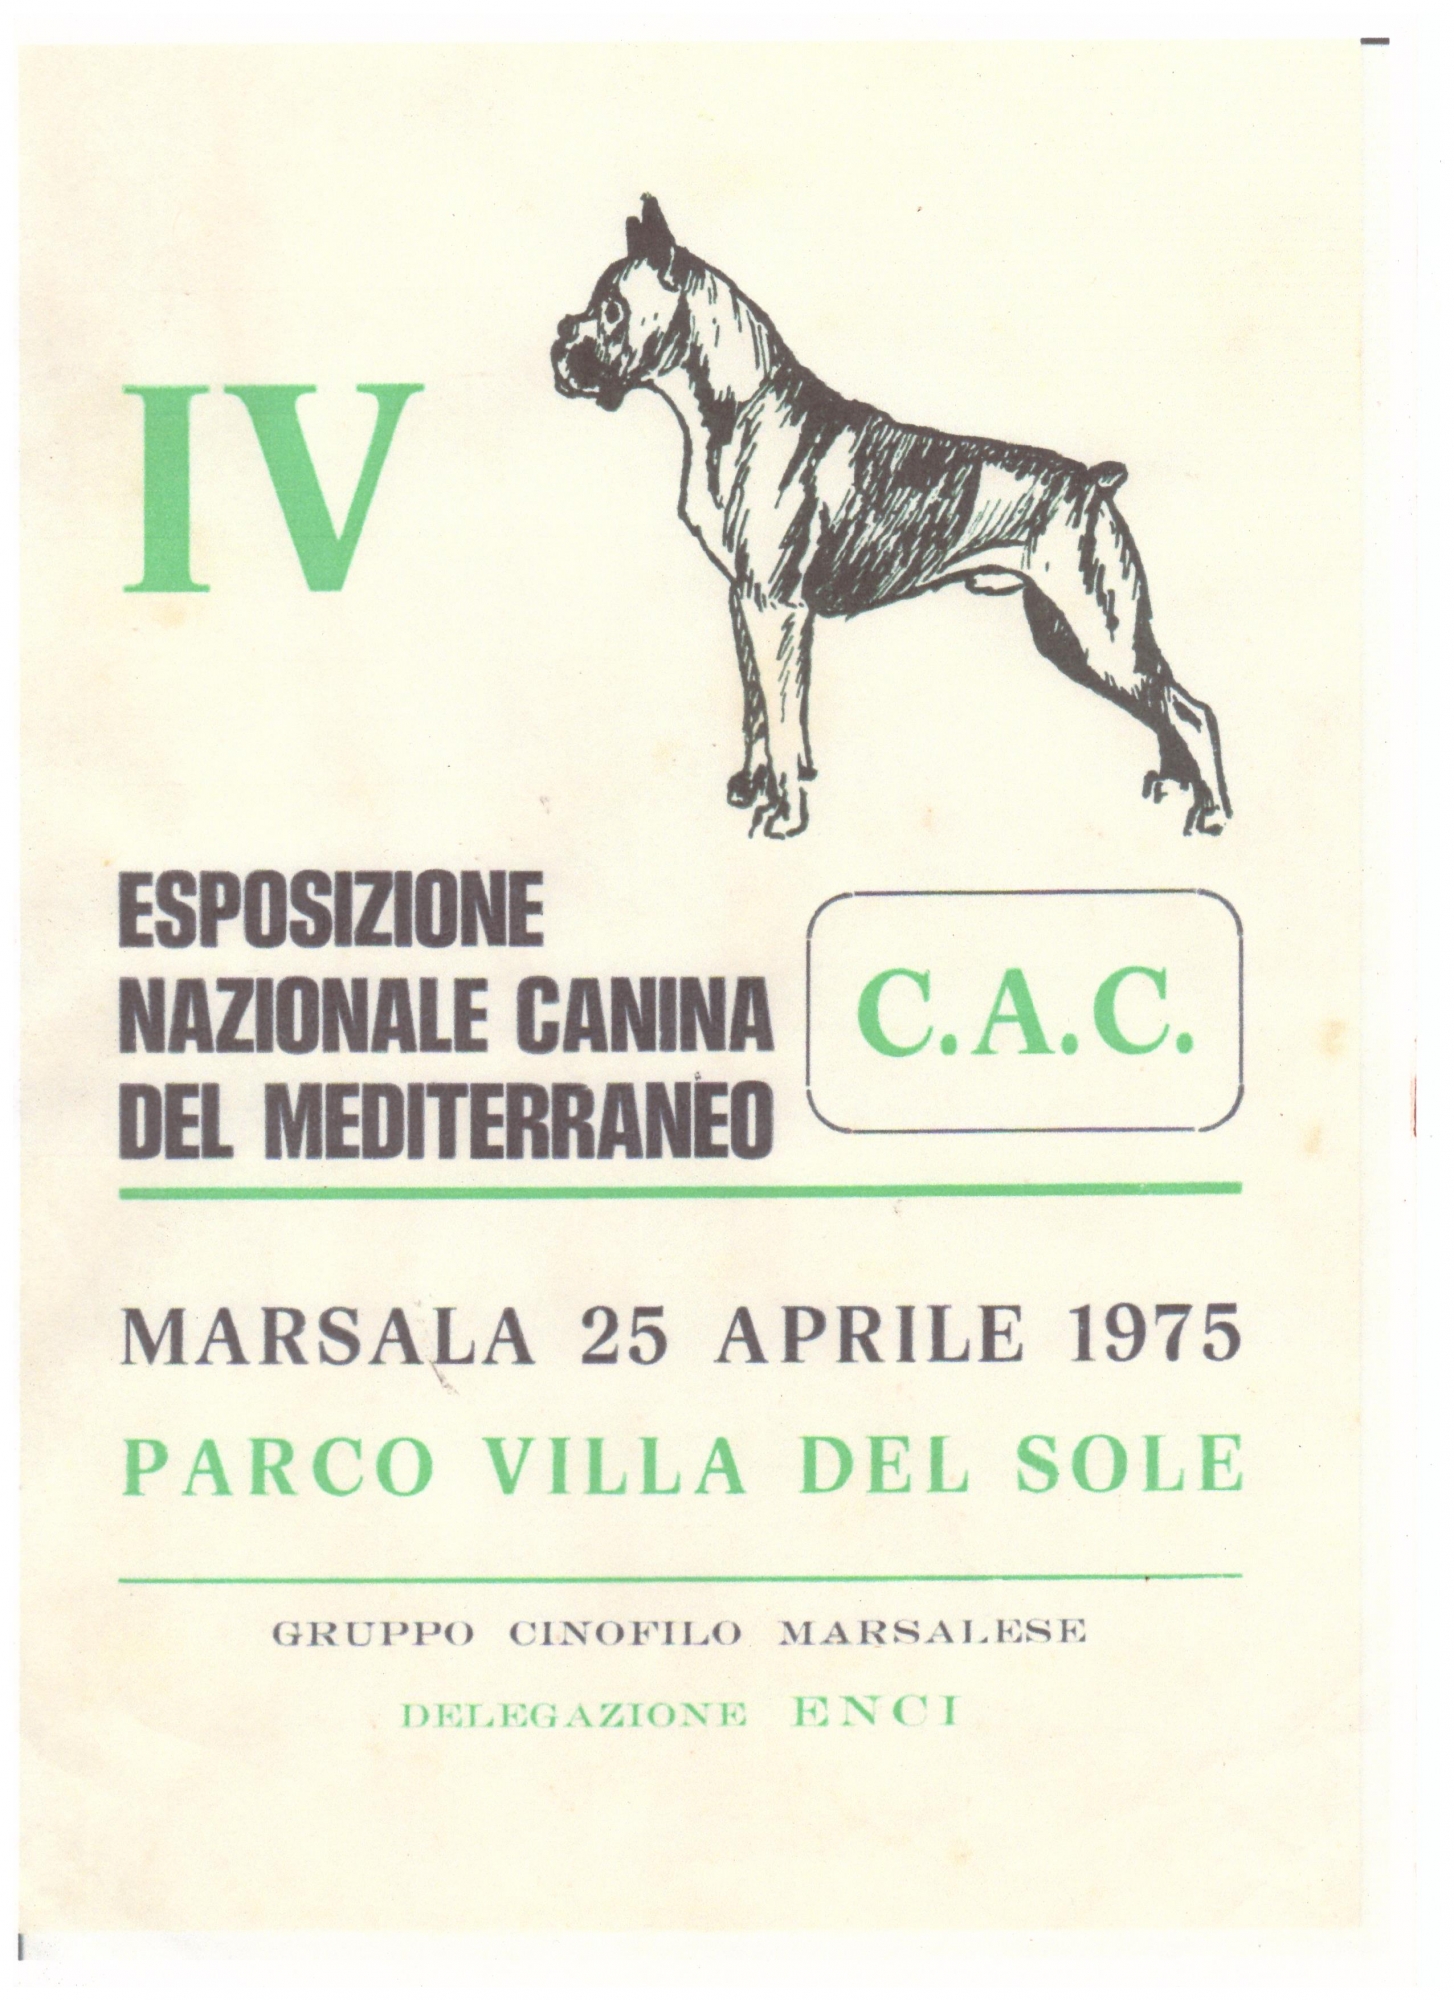 IV
ESPOSIZIONE
NAZIONALE CANINA
DEL MEDITERRANEO
C.A.C.
MARSALA 25 APRILE 1975
PARCO VILLA DEL SOLE
GRUPPO CINOFILO MARSALESE
DELEGAZIONE ENCI